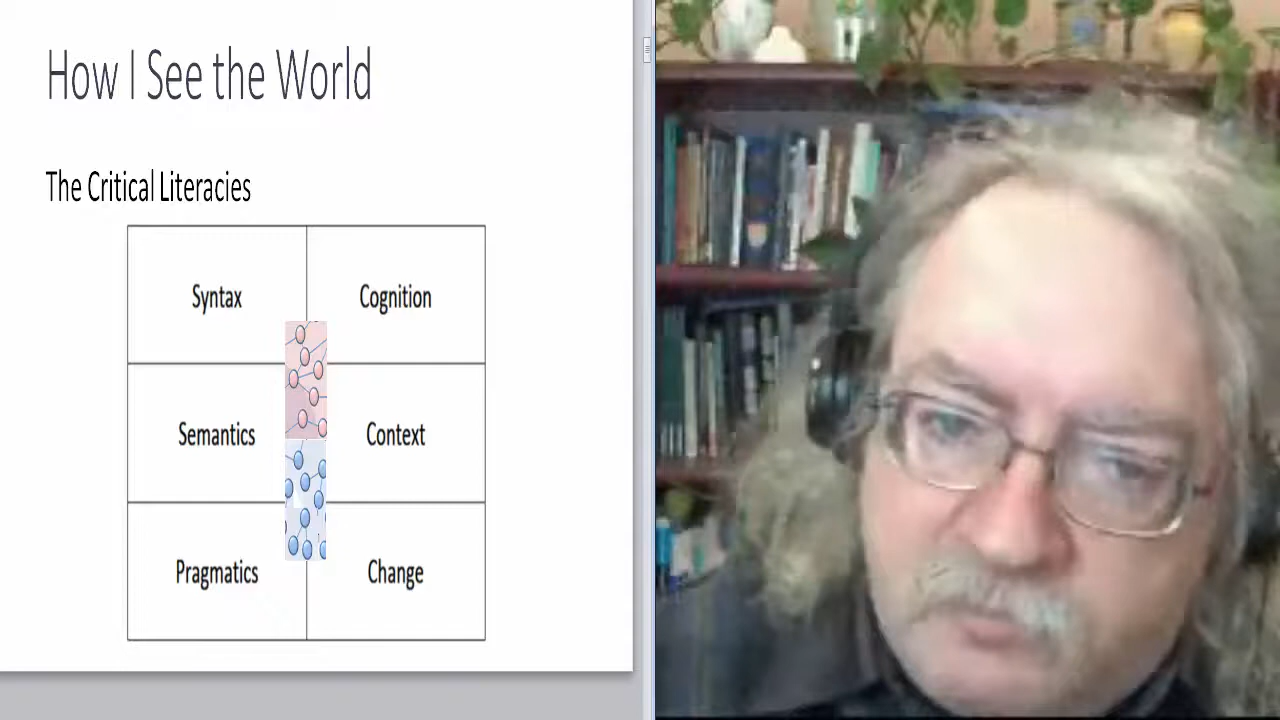 How I See the World
The Critical Literacies
Syntax Cognition
Semantics Context
Pragmatics Change